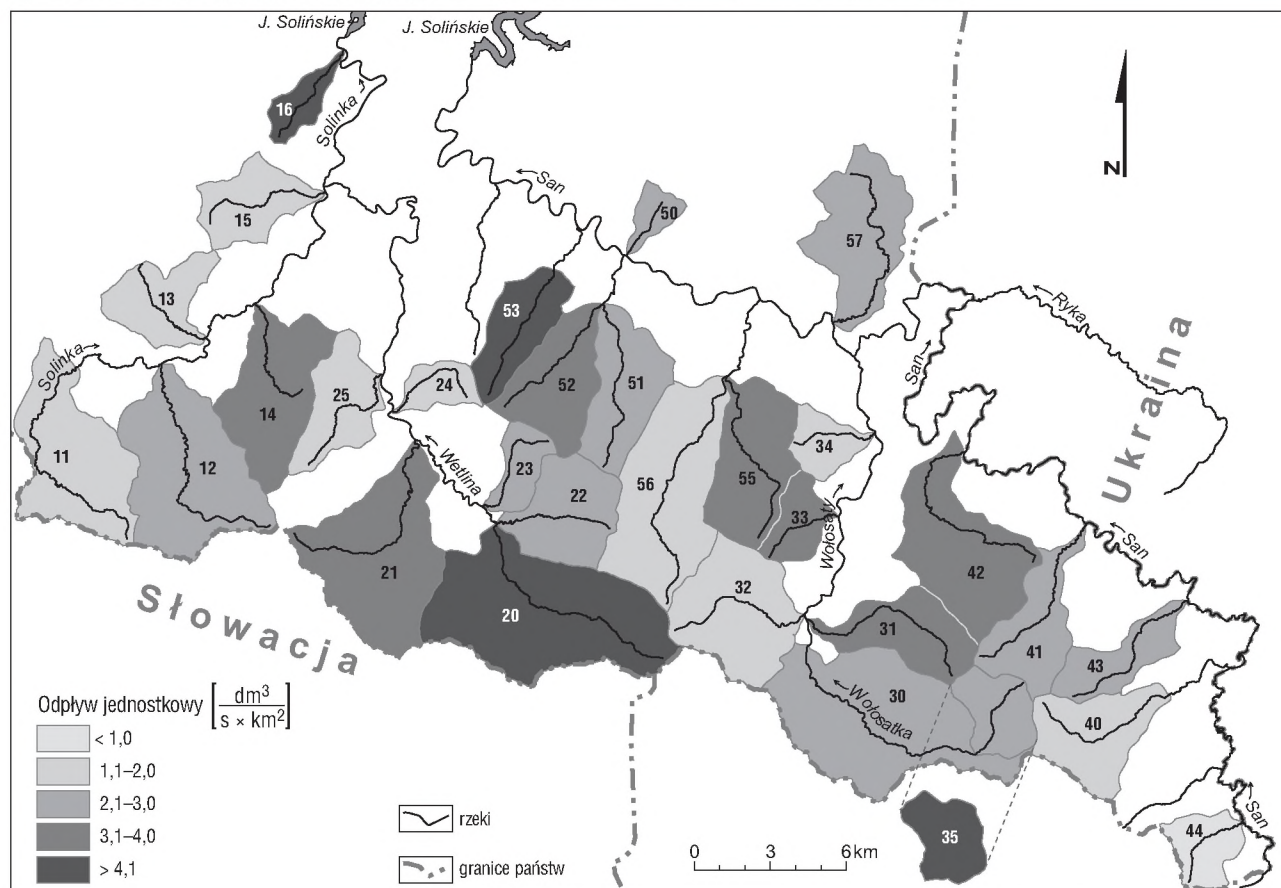 J. Solińskie
J. Solińskie
16
Solinka
N
San
15
50
57
13
53
Ryka
Solinka
San
Ukraina
14
25
24
52
51
11
12
34
Wetlina
23
22
56
55
33
Wołosaty
San
21
20
32
42
Słowacja
31
41
43
30
Wołosatka
40
Odpływ jednostkowy [dm³ / s × km²]
< 1,0
1,1–2,0
2,1–3,0
3,1–4,0
> 4,1
rzeki
granice państw
0 3 6 km
35
San
44